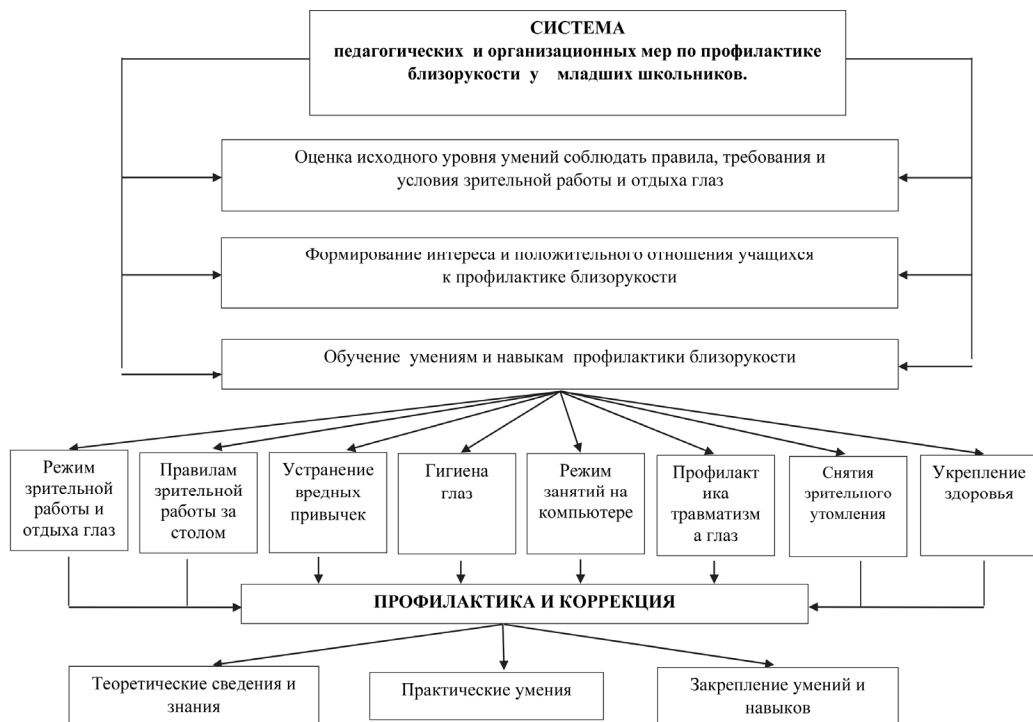 СИСТЕМА
педагогических и организационных мер по профилактике
близорукости у младших школьников.
Оценка исходного уровня умений соблюдать правила, требования и
условия зрительной работы и отдыха глаз
Формирование интереса и положительного отношения учащихся
к профилактике близорукости
Обучение умениям и навыкам профилактики близорукости
Режим
зрительной
работы и
отдыха глаз
Правилам
зрительной
работы за
столом
Устранение
вредных
привычек
Гигиена
глаз
Режим
занятий на
компьютере
Профилакт
ика
травматизм
а глаз
Снятия
зрительного
утомления
Укрепление
здоровья
ПРОФИЛАКТИКА И КОРРЕКЦИЯ
Теоретические сведения и
знания
Практические умения
Закрепление умений и
навыков